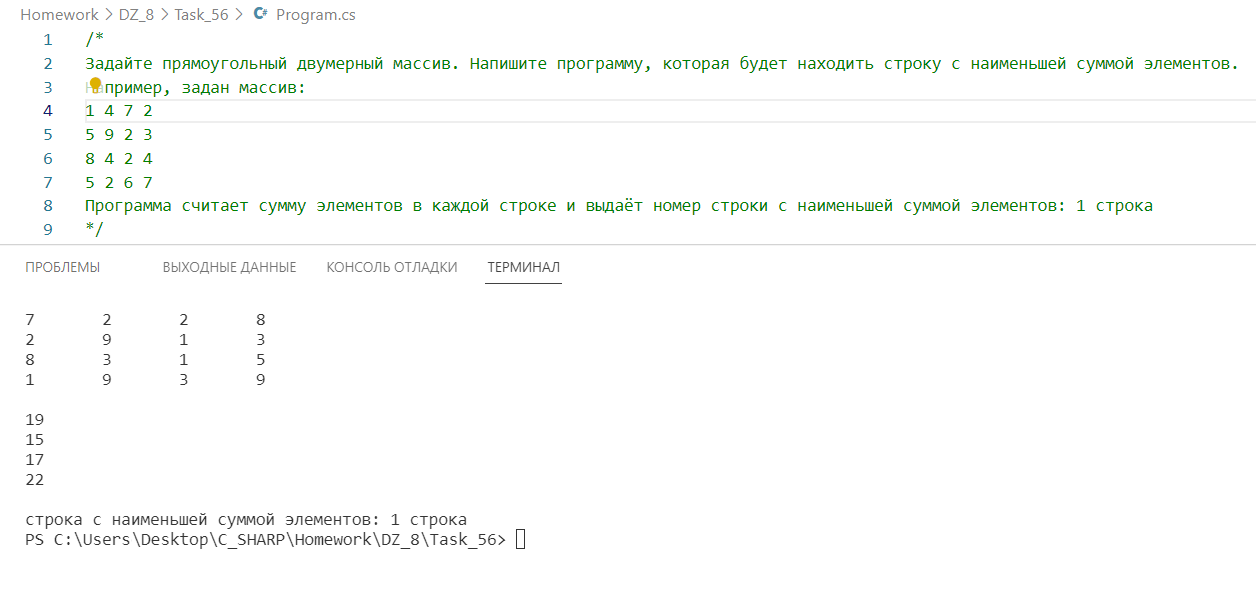 Homework > DZ_8 > Task_56 > C# Program.cs
1 /*
2 Задайте прямоугольный двумерный массив. Напишите программу, которая будет находить строку с наименьшей суммой элементов.
3 Например, задан массив:
4 1 4 7 2
5 5 9 2 3
6 8 4 2 4
7 5 2 6 7
8 Программа считает сумму элементов в каждой строке и выдаёт номер строки с наименьшей суммой элементов: 1 строка
9 */
ПРОБЛЕМЫ ВЫХОДНЫЕ ДАННЫЕ КОНСОЛЬ ОТЛАДКИ ТЕРМИНАЛ
7 2 2 8
2 9 1 3
8 3 1 5
1 9 3 9
19
15
17
22
строка с наименьшей суммой элементов: 1 строка
PS C:\Users\Desktop\C_SHARP\Homework\DZ_8\Task_56>